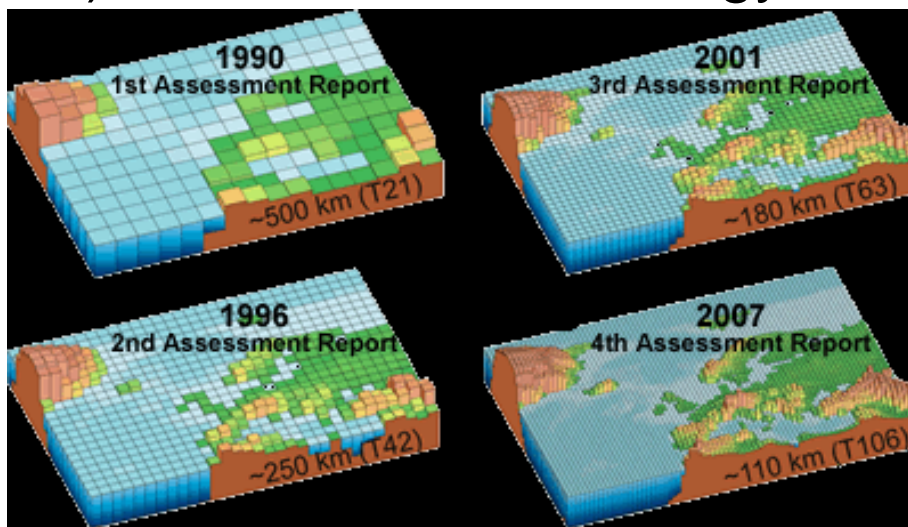 1990
1st Assessment Report
~500 km (T21)
2001
3rd Assessment Report
~180 km (T63)
1996
2nd Assessment Report
~250 km (T42)
2007
4th Assessment Report
~110 km (T106)